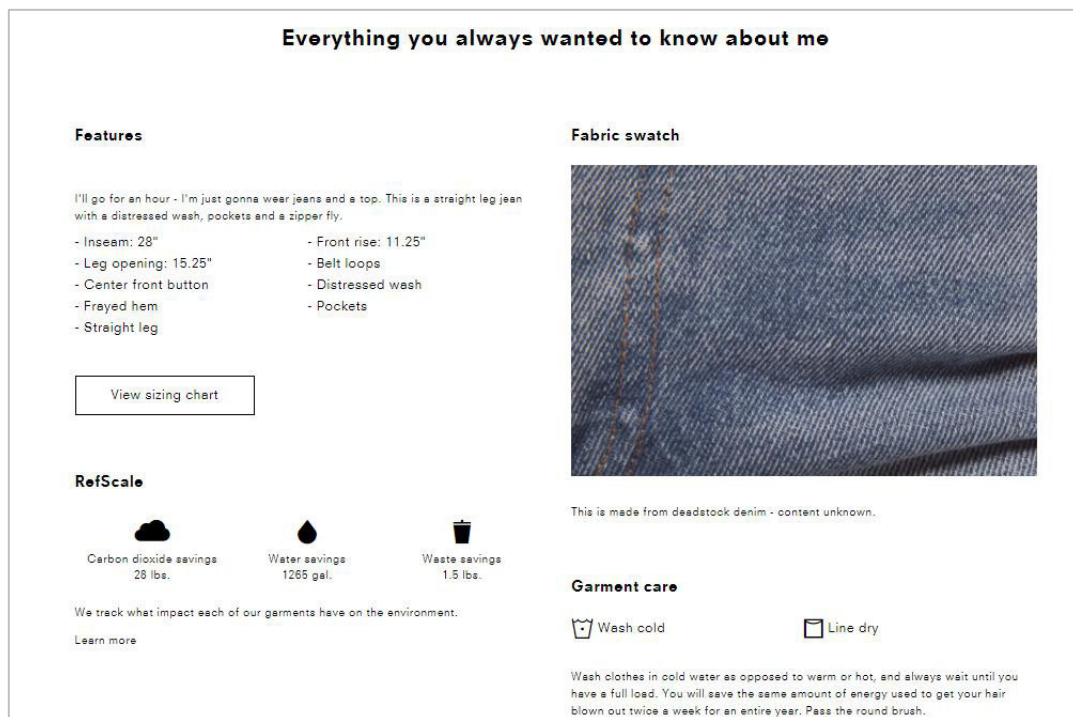 Everything you always wanted to know about me
Features
I'll go for an hour - I'm just gonna wear jeans and a top. This is a straight leg jean
with a distressed wash, pockets and a zipper fly.
- Inseam: 28"
- Leg opening: 15.25"
- Center front button
- Frayed hem
- Straight leg
- Front rise: 11.25"
- Belt loops
- Distressed wash
- Pockets
View sizing chart
RefScale
Carbon dioxide savings
28 lbs.
Water savings
1265 gal.
Waste savings
1.5 lbs.
We track what impact each of our garments have on the environment.
Learn more
Fabric swatch
This is made from deadstock denim - content unknown.
Garment care
Wash cold
Line dry
Wash clothes in cold water as opposed to warm or hot, and always wait until you
have a full load. You will save the same amount of energy used to get your hair
blown out twice a week for an entire year. Pass the round brush.